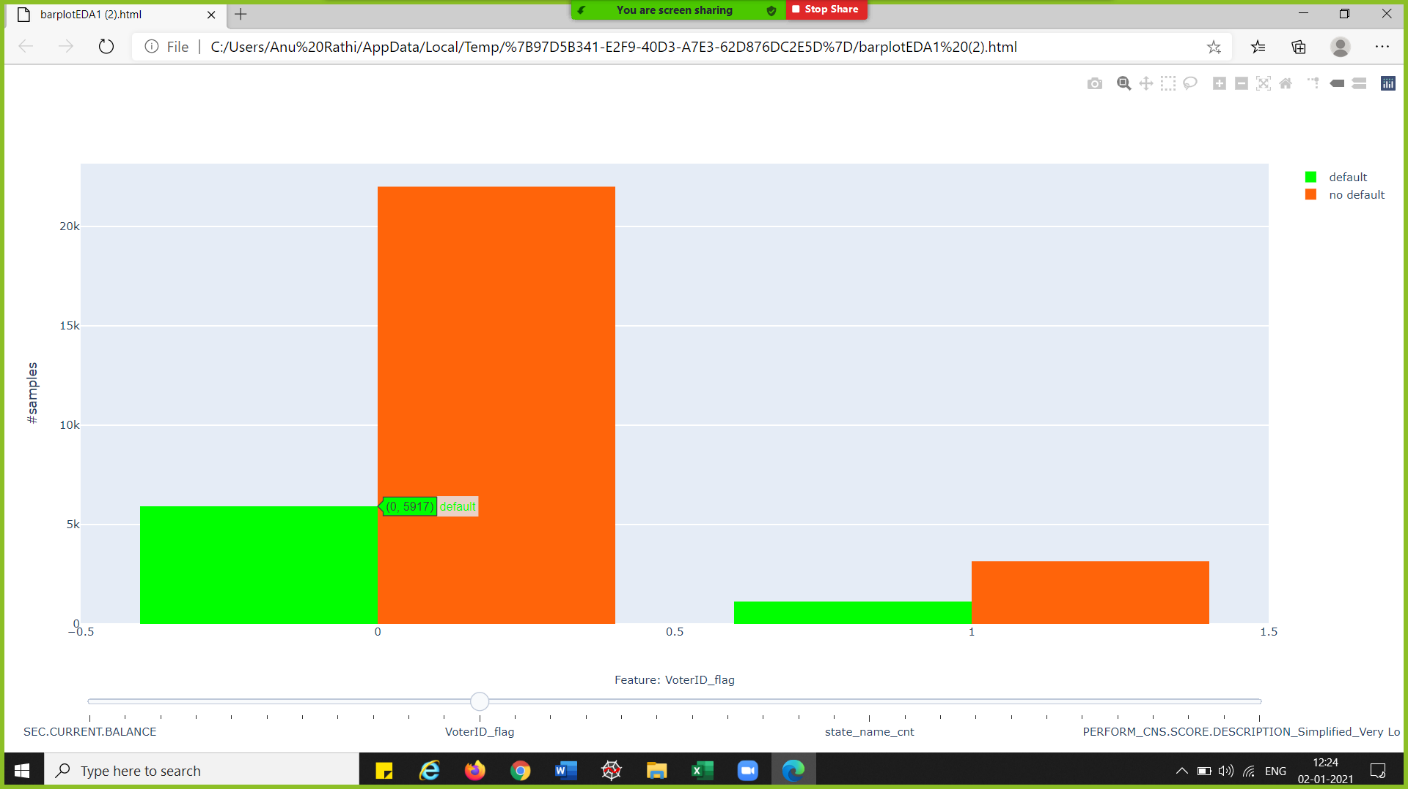 You are screen sharing
Stop Share
barplotEDA1 (2).html
File
C:/Users/Anu%20Rathi/AppData/Local/Temp/%7B97D5B341-E2F9-40D3-A7E3-62D876DC2E5D%7D/barplotEDA1%20(2).html
default
no default
20k
15k
10k
5k
0
#samples
(0, 5917) default
−0.5
0
0.5
1
1.5
Feature: VoterID_flag
SEC.CURRENT.BALANCE
VoterID_flag
state_name_cnt
PERFORM_CNS.SCORE.DESCRIPTION_Simplified_Very Lo
Type here to search
ENG
12:24
02-01-2021